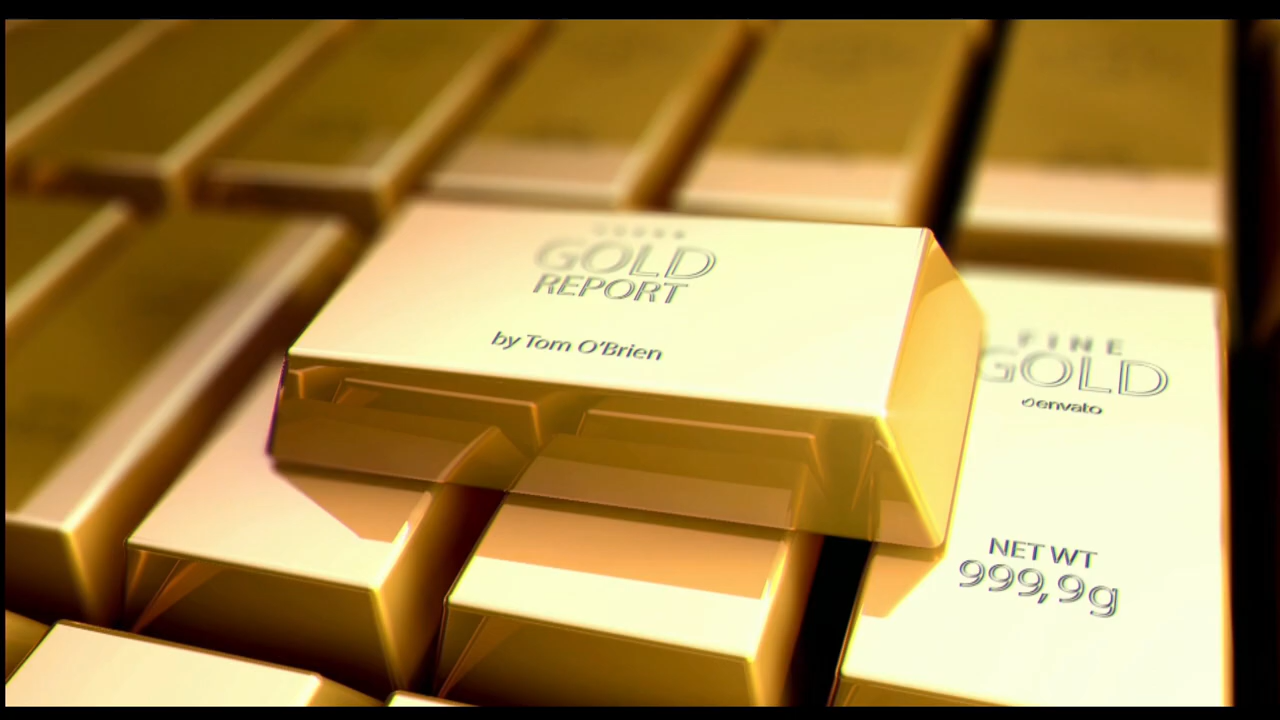 GOLD
REPORT
by Tom O'Brien
FINE
GOLD
envato
NET WT
999,9g